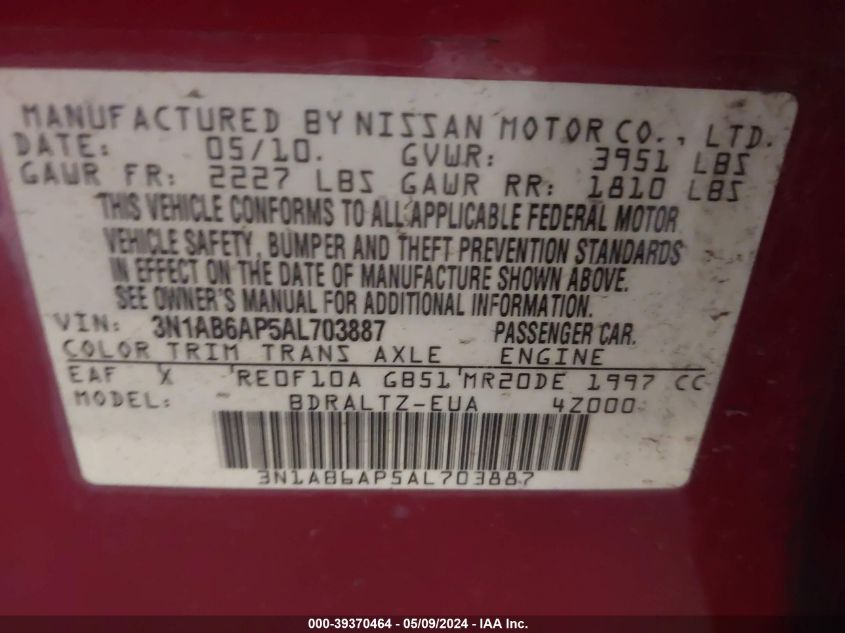 MANUFACTURED BY NISSAN MOTOR CO., LTD.
DATE: 05/10. GVWR: 3951 LBS
GAWR FR: 2227 LBS GAWR RR: 1810 LBS
THIS VEHICLE CONFORMS TO ALL APPLICABLE FEDERAL MOTOR
VEHICLE SAFETY, BUMPER AND THEFT PREVENTION STANDARDS
IN EFFECT ON THE DATE OF MANUFACTURE SHOWN ABOVE.
SEE OWNER'S MANUAL FOR ADDITIONAL INFORMATION.
VIN: 3N1AB6AP5AL703887 PASSENGER CAR.
COLOR TRIM TRANS AXLE ENGINE
EAF X RE0F10A GB51 MR20DE 1997 CC
MODEL: BDRALTZ-EUA 4Z000
3N1AB6AP5AL703887
000-39370464 - 05/09/2024 - IAA Inc.